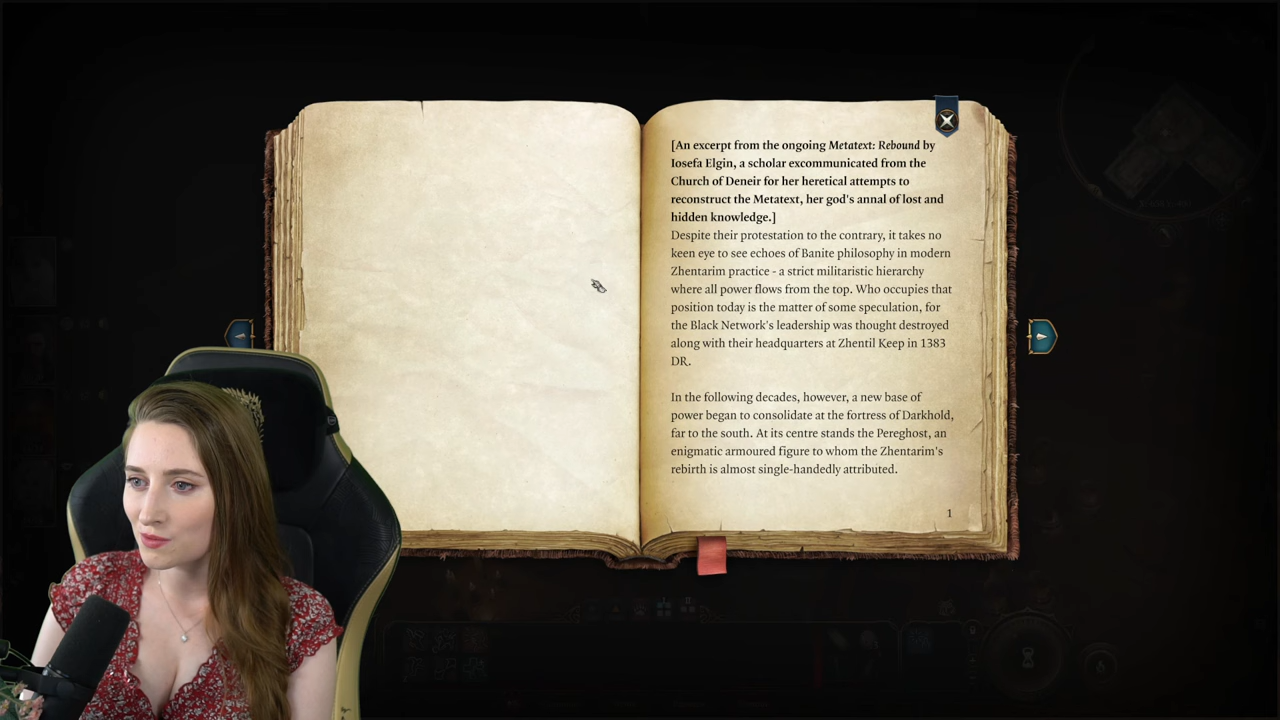 [An excerpt from the ongoing Metatext: Rebound by
Iosefa Elgin, a scholar excommunicated from the
Church of Deneir for her heretical attempts to
reconstruct the Metatext, her god's annal of lost and
hidden knowledge.]
Despite their protestation to the contrary, it takes no
keen eye to see echoes of Banite philosophy in modern
Zhentarim practice - a strict militaristic hierarchy
where all power flows from the top. Who occupies that
position today is the matter of some speculation, for
the Black Network's leadership was thought destroyed
along with their headquarters at Zhentil Keep in 1383
DR.
In the following decades, however, a new base of
power began to consolidate at the fortress of Darkhold,
far to the south. At its centre stands the Pereghost, an
enigmatic armoured figure to whom the Zhentarim's
rebirth is almost single-handedly attributed.
1